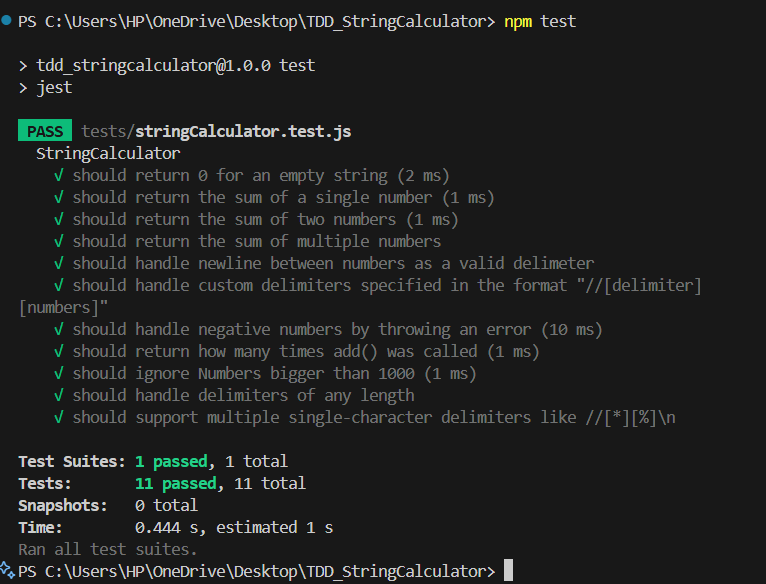 PS C:\Users\HP\OneDrive\Desktop\TDD_StringCalculator> npm test
> tdd_stringcalculator@1.0.0 test
> jest
PASS tests/stringCalculator.test.js
StringCalculator
√ should return 0 for an empty string (2 ms)
√ should return the sum of a single number (1 ms)
√ should return the sum of two numbers (1 ms)
√ should return the sum of multiple numbers
√ should handle newline between numbers as a valid delimeter
√ should handle custom delimiters specified in the format "//[delimiter]
[numbers]"
√ should handle negative numbers by throwing an error (10 ms)
√ should return how many times add() was called (1 ms)
√ should ignore Numbers bigger than 1000 (1 ms)
√ should handle delimiters of any length
√ should support multiple single-character delimiters like //[*][%]\n
Test Suites: 1 passed, 1 total
Tests: 11 passed, 11 total
Snapshots: 0 total
Time: 0.444 s, estimated 1 s
Ran all test suites.
PS C:\Users\HP\OneDrive\Desktop\TDD_StringCalculator>